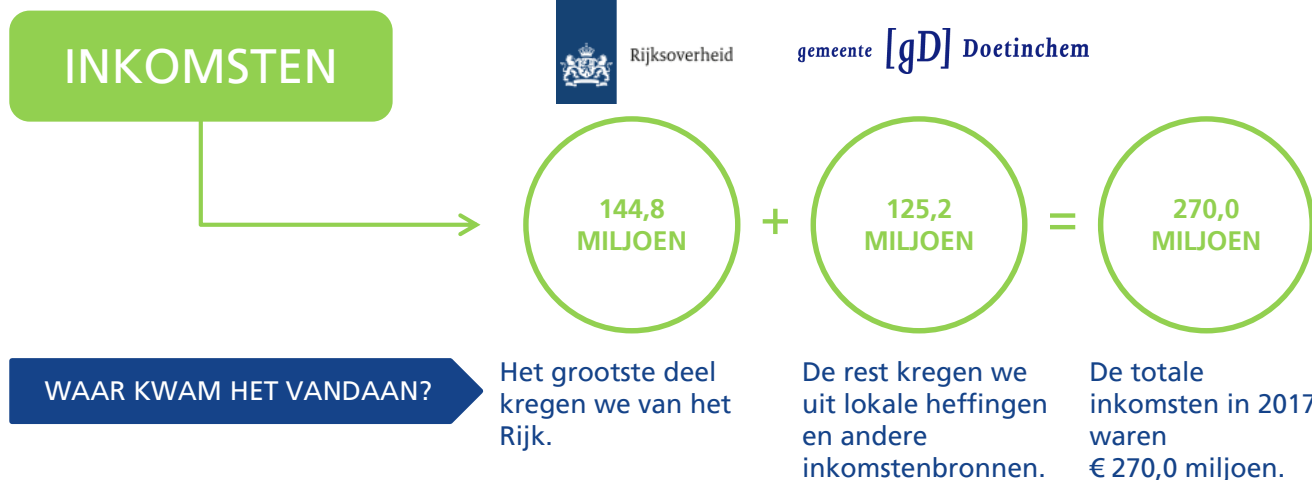 INKOMSTEN
Rijksoverheid
gemeente [gD] Doetinchem
144,8
MILJOEN
+
125,2
MILJOEN
=
270,0
MILJOEN
WAAR KWAM HET VANDAAN?
Het grootste deel
kregen we van het
Rijk.
De rest kregen we
uit lokale heffingen
en andere
inkomstenbronnen.
De totale
inkomsten in 2017
waren
€ 270,0 miljoen.